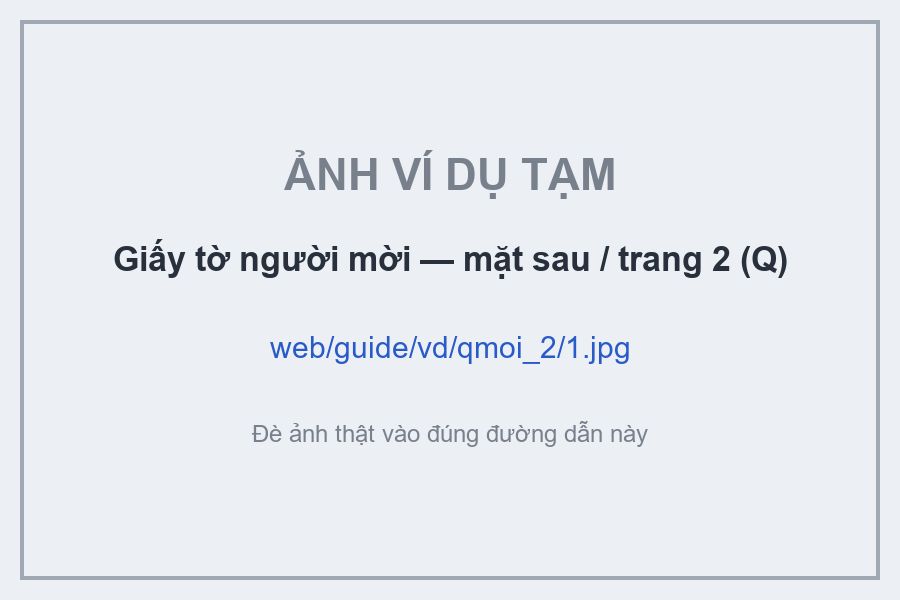 ẢNH VÍ DỤ TẠM
Giấy tờ người mời — mặt sau / trang 2 (Q)
web/guide/vd/qmoi_2/1.jpg
Đè ảnh thật vào đúng đường dẫn này